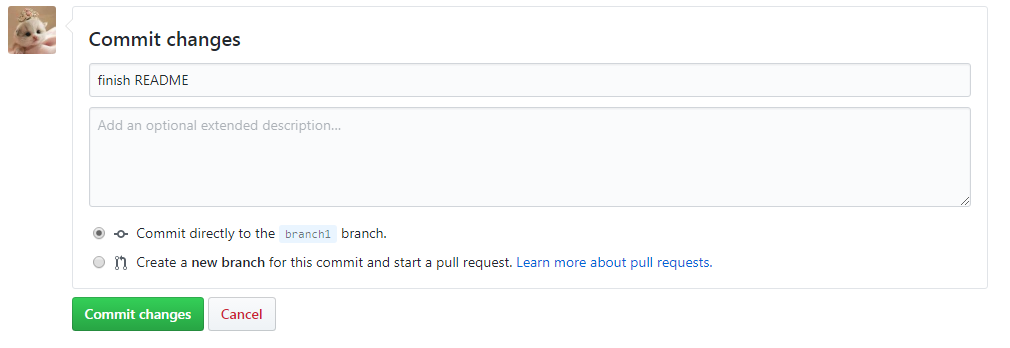 Commit changes
finish README
Add an optional extended description...
Commit directly to the branch1 branch.
Create a new branch for this commit and start a pull request. Learn more about pull requests.
Commit changes Cancel